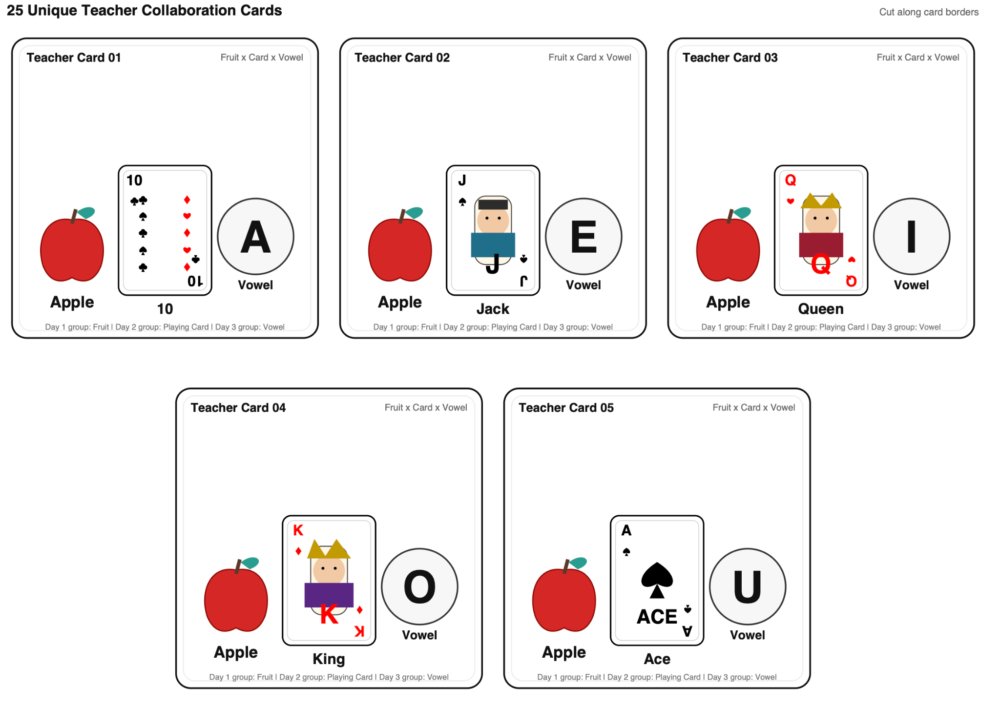 25 Unique Teacher Collaboration Cards
Cut along card borders
Teacher Card 01
Fruit x Card x Vowel
10
10
A
Vowel
Apple
10
Day 1 group: Fruit | Day 2 group: Playing Card | Day 3 group: Vowel
Teacher Card 02
Fruit x Card x Vowel
J
J
J
E
Vowel
Apple
Jack
Day 1 group: Fruit | Day 2 group: Playing Card | Day 3 group: Vowel
Teacher Card 03
Fruit x Card x Vowel
Q
Q
Q
I
Vowel
Apple
Queen
Day 1 group: Fruit | Day 2 group: Playing Card | Day 3 group: Vowel
Teacher Card 04
Fruit x Card x Vowel
K
K
K
O
Vowel
Apple
King
Day 1 group: Fruit | Day 2 group: Playing Card | Day 3 group: Vowel
Teacher Card 05
Fruit x Card x Vowel
A
ACE
A
U
Vowel
Apple
Ace
Day 1 group: Fruit | Day 2 group: Playing Card | Day 3 group: Vowel